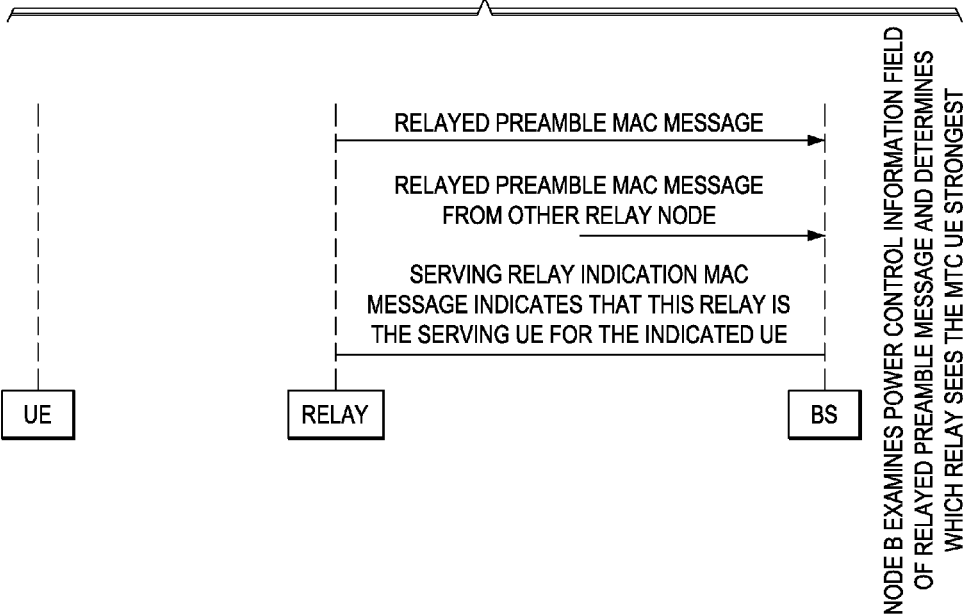 RELAYED PREAMBLE MAC MESSAGE
RELAYED PREAMBLE MAC MESSAGE
FROM OTHER RELAY NODE
SERVING RELAY INDICATION MAC
MESSAGE INDICATES THAT THIS RELAY IS
THE SERVING UE FOR THE INDICATED UE
UE
RELAY
BS
NODE B EXAMINES POWER CONTROL INFORMATION FIELD
OF RELAYED PREAMBLE MESSAGE AND DETERMINES
WHICH RELAY SEES THE MTC UE STRONGEST